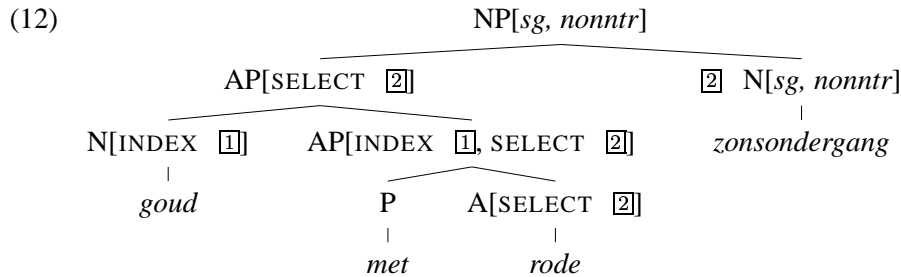 (12) NP[sg, nonntr]
AP[SELECT 2] 2 N[sg, nonntr]
N[INDEX 1] AP[INDEX 1, SELECT 2] zonsondergang
goud P A[SELECT 2]
met rode